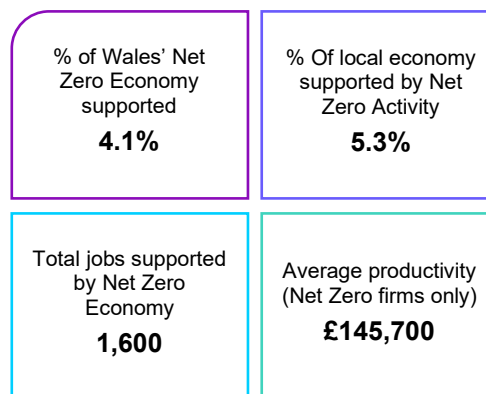 % of Wales’ Net
Zero Economy
supported
4.1%
% Of local economy
supported by Net
Zero Activity
5.3%
Total jobs supported
by Net Zero
Economy
1,600
Average productivity
(Net Zero firms only)
£145,700